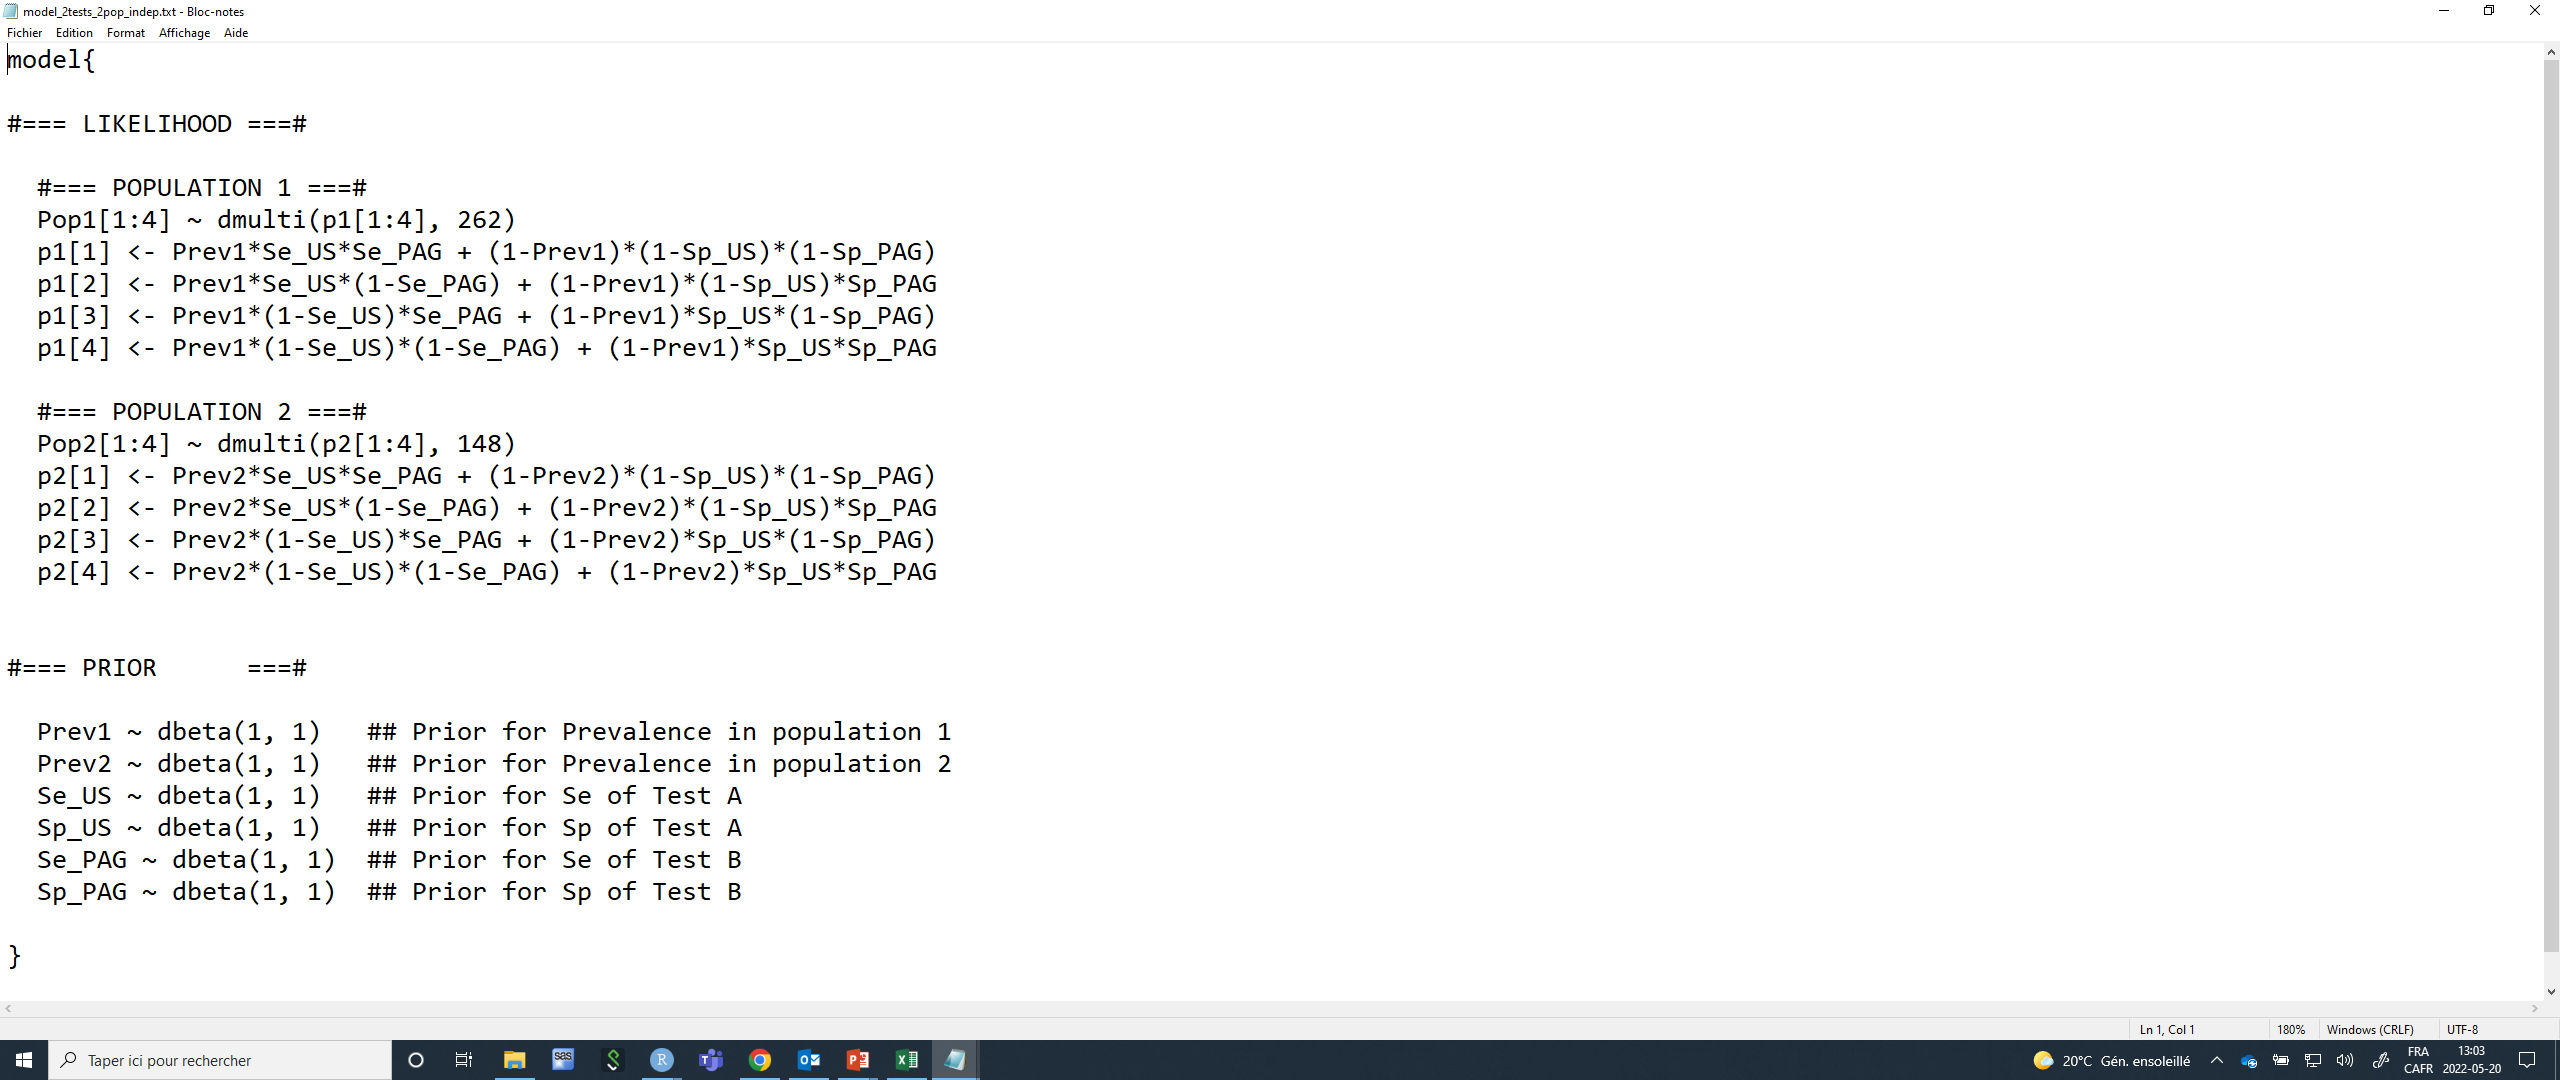 model_2tests_2pop_indep.txt - Bloc-notes
Fichier Edition Format Affichage Aide
model{
#=== LIKELIHOOD ===#
#=== POPULATION 1 ===#
Pop1[1:4] ~ dmulti(p1[1:4], 262)
p1[1] <- Prev1*Se_US*Se_PAG + (1-Prev1)*(1-Sp_US)*(1-Sp_PAG)
p1[2] <- Prev1*Se_US*(1-Se_PAG) + (1-Prev1)*(1-Sp_US)*Sp_PAG
p1[3] <- Prev1*(1-Se_US)*Se_PAG + (1-Prev1)*Sp_US*(1-Sp_PAG)
p1[4] <- Prev1*(1-Se_US)*(1-Se_PAG) + (1-Prev1)*Sp_US*Sp_PAG
#=== POPULATION 2 ===#
Pop2[1:4] ~ dmulti(p2[1:4], 148)
p2[1] <- Prev2*Se_US*Se_PAG + (1-Prev2)*(1-Sp_US)*(1-Sp_PAG)
p2[2] <- Prev2*Se_US*(1-Se_PAG) + (1-Prev2)*(1-Sp_US)*Sp_PAG
p2[3] <- Prev2*(1-Se_US)*Se_PAG + (1-Prev2)*Sp_US*(1-Sp_PAG)
p2[4] <- Prev2*(1-Se_US)*(1-Se_PAG) + (1-Prev2)*Sp_US*Sp_PAG
#=== PRIOR      ===#
Prev1 ~ dbeta(1, 1)   ## Prior for Prevalence in population 1
Prev2 ~ dbeta(1, 1)   ## Prior for Prevalence in population 2
Se_US ~ dbeta(1, 1)   ## Prior for Se of Test A
Sp_US ~ dbeta(1, 1)   ## Prior for Sp of Test A
Se_PAG ~ dbeta(1, 1)  ## Prior for Se of Test B
Sp_PAG ~ dbeta(1, 1)  ## Prior for Sp of Test B
}
Ln 1, Col 1 180% Windows (CRLF) UTF-8
Taper ici pour rechercher
sas
R
20°C Gén. ensoleillé
FRA
CAFR
13:03
2022-05-20